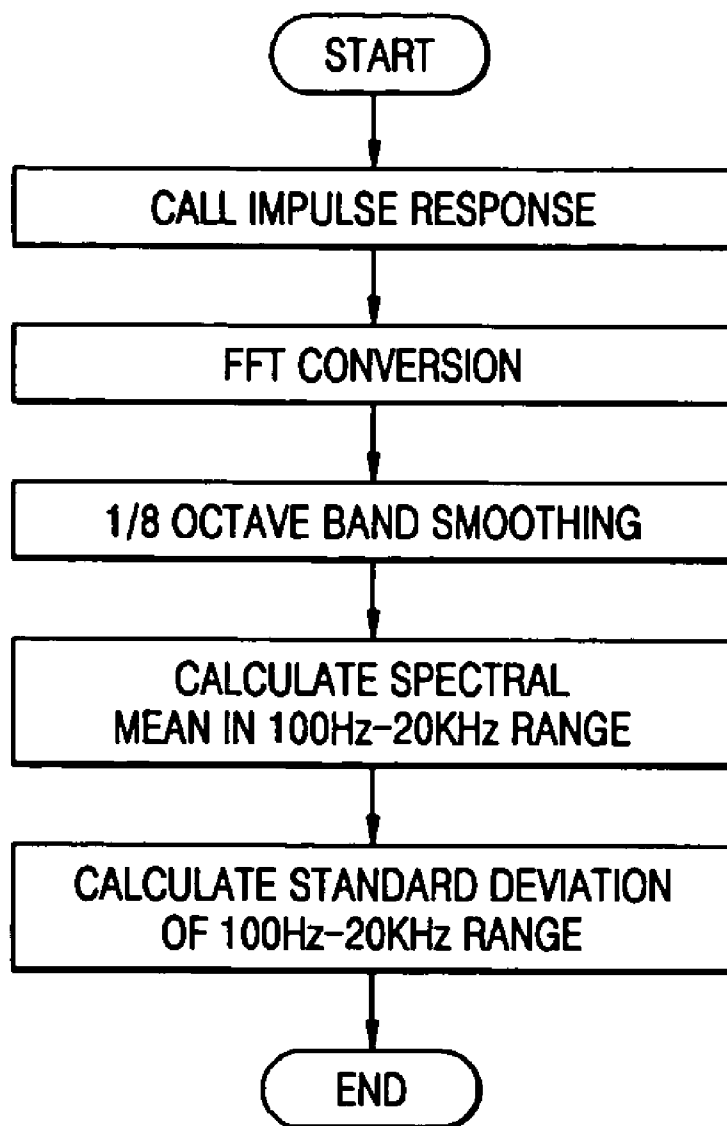 START
CALL IMPULSE RESPONSE
FFT CONVERSION
1/8 OCTAVE BAND SMOOTHING
CALCULATE SPECTRAL
MEAN IN 100Hz-20KHz RANGE
CALCULATE STANDARD DEVIATION
OF 100Hz-20KHz RANGE
END